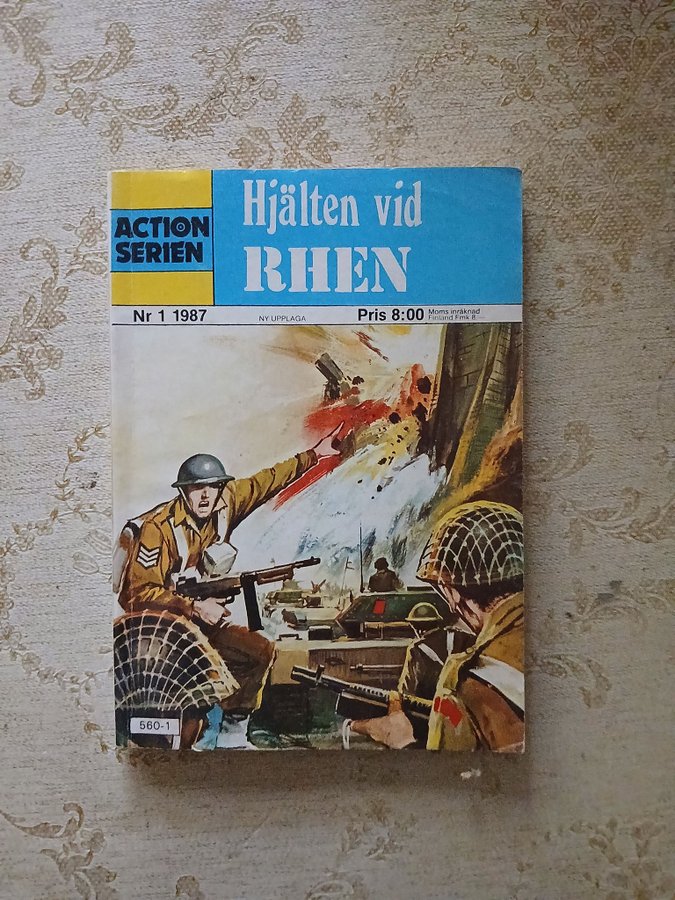 ACTION
SERIEN
Hjälten vid
RHEN
Nr 1 1987
NY UPPLAGA
Pris 8:00
Moms inräknad
Finland Fmk 8.—
560-1